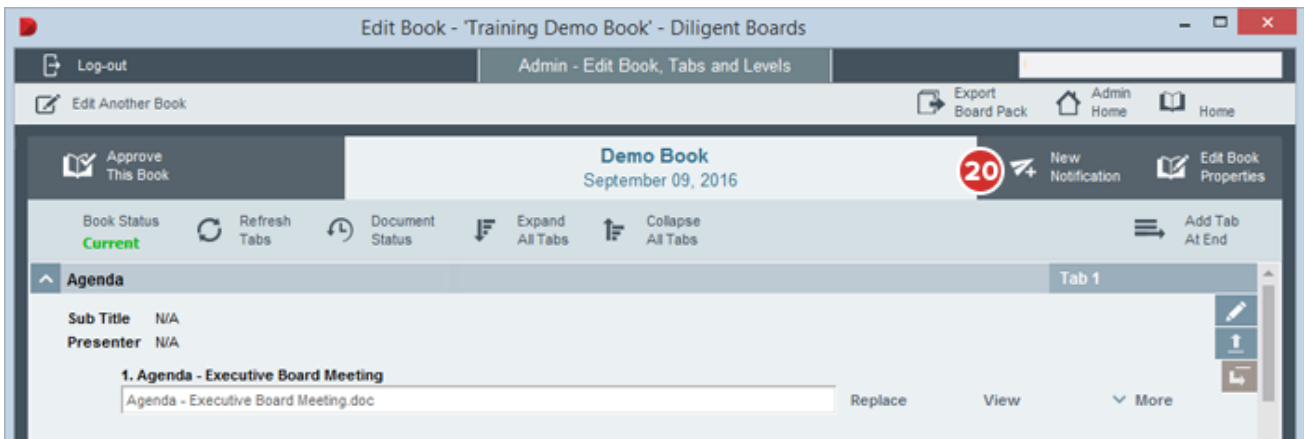 Edit Book - 'Training Demo Book' - Diligent Boards
Log-out
Admin - Edit Book, Tabs and Levels
Edit Another Book
Export
Board Pack
Admin
Home
Home
Approve
This Book
Demo Book
September 09, 2016
20
New
Notification
Edit Book
Properties
Book Status
Current
Refresh
Tabs
Document
Status
Expand
All Tabs
Collapse
All Tabs
Add Tab
At End
Agenda
Tab 1
Sub Title N/A
Presenter N/A
1. Agenda - Executive Board Meeting
Agenda - Executive Board Meeting.doc
Replace
View
More